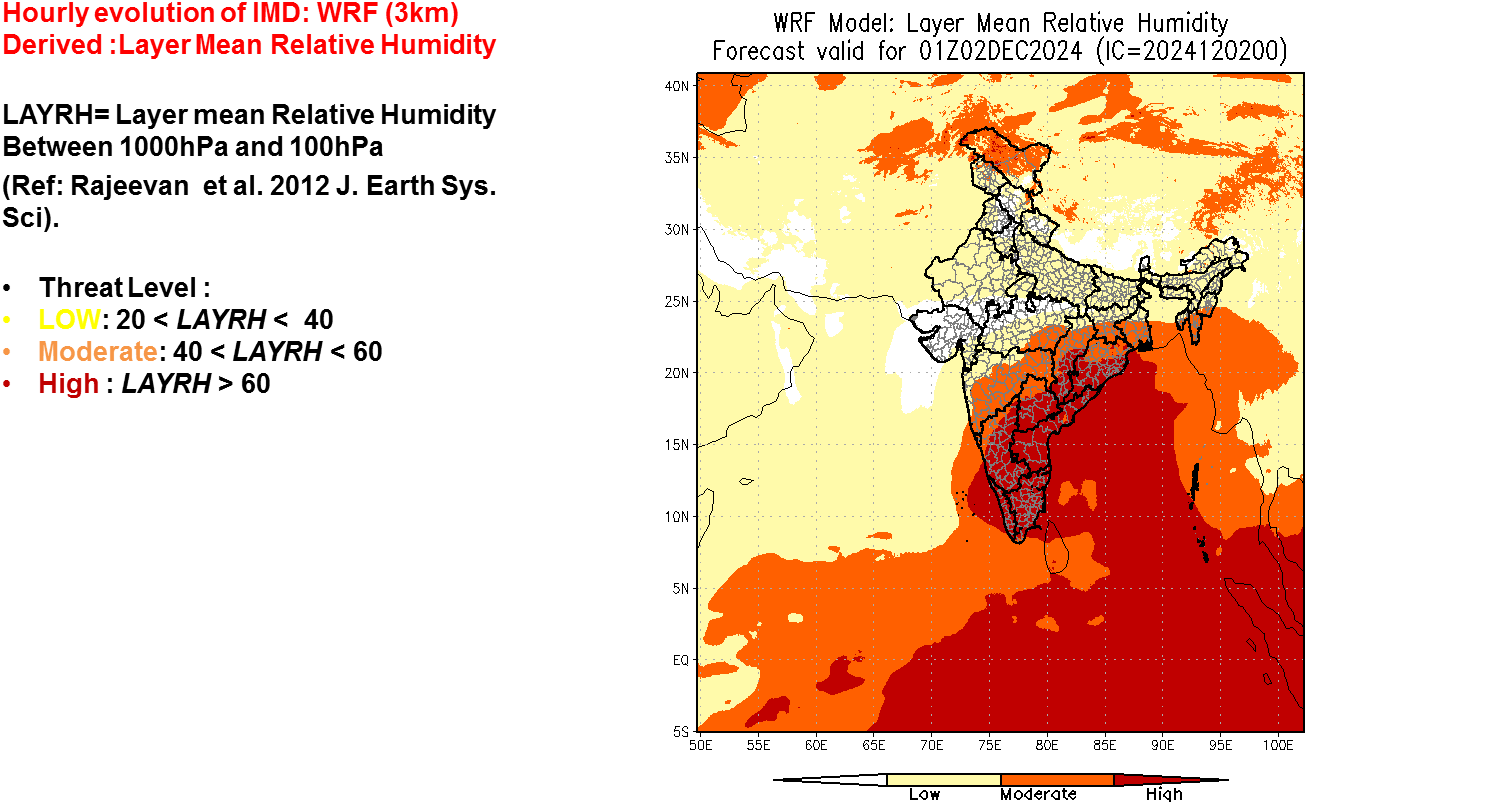 Hourly evolution of IMD: WRF (3km)
Derived :Layer Mean Relative Humidity
LAYRH= Layer mean Relative Humidity
Between 1000hPa and 100hPa
(Ref: Rajeevan et al. 2012 J. Earth Sys.
Sci).
• Threat Level :
• LOW: 20 < LAYRH < 40
• Moderate: 40 < LAYRH < 60
• High : LAYRH > 60
WRF Model: Layer Mean Relative Humidity
Forecast valid for 01Z02DEC2024 (IC=2024120200)
40N
35N
30N
25N
20N
15N
10N
5N
EQ
5S
50E 55E 60E 65E 70E 75E 80E 85E 90E 95E 100E
Low Moderate High